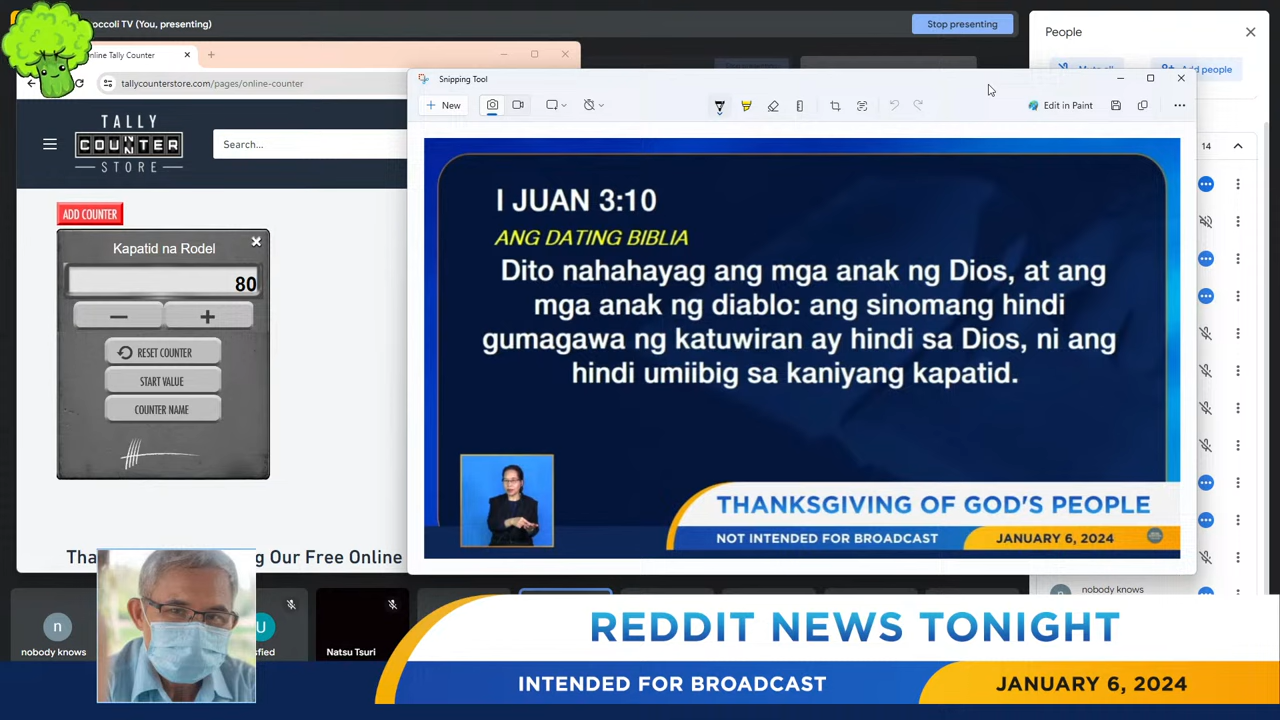 occoli TV (You, presenting)
Stop presenting
People
nline Tally Counter
tallycounterstore.com/pages/online-counter
Mute all
Add people
Snipping Tool
New
Edit in Paint
TALLY
COUNTER
STORE
Search...
14
ADD COUNTER
Kapatid na Rodel
80
RESET COUNTER
START VALUE
COUNTER NAME
I JUAN 3:10
ANG DATING BIBLIA
Dito nahahayag ang mga anak ng Dios, at ang
mga anak ng diablo: ang sinomang hindi
gumagawa ng katuwiran ay hindi sa Dios, ni ang
hindi umiibig sa kaniyang kapatid.
THANKSGIVING OF GOD'S PEOPLE
NOT INTENDED FOR BROADCAST
JANUARY 6, 2024
Tha
g Our Free Online
nobody knows
n
nobody knows
U
sfied
Natsu Tsuri
REDDIT NEWS TONIGHT
INTENDED FOR BROADCAST
JANUARY 6, 2024